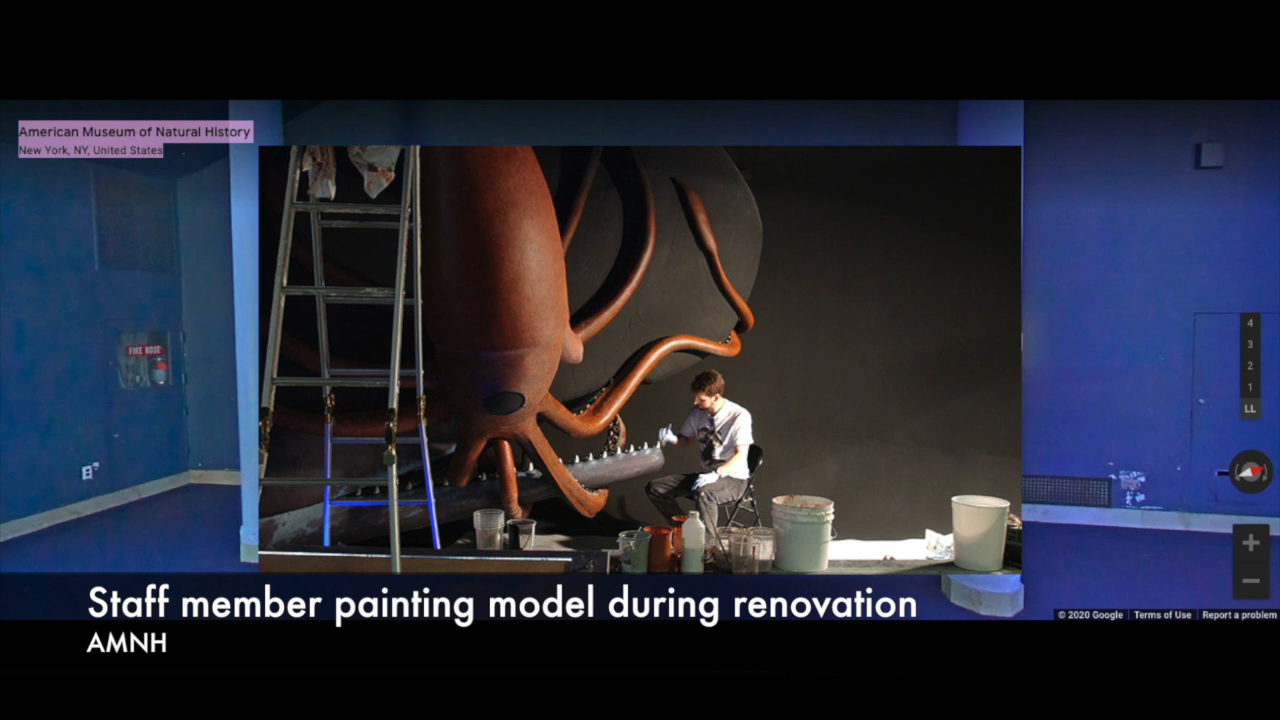 American Museum of Natural History
New York, NY, United States
FIRE HOSE
4
3
2
1
LL
+
−
© 2020 Google Terms of Use Report a problem
Staff member painting model during renovation
AMNH